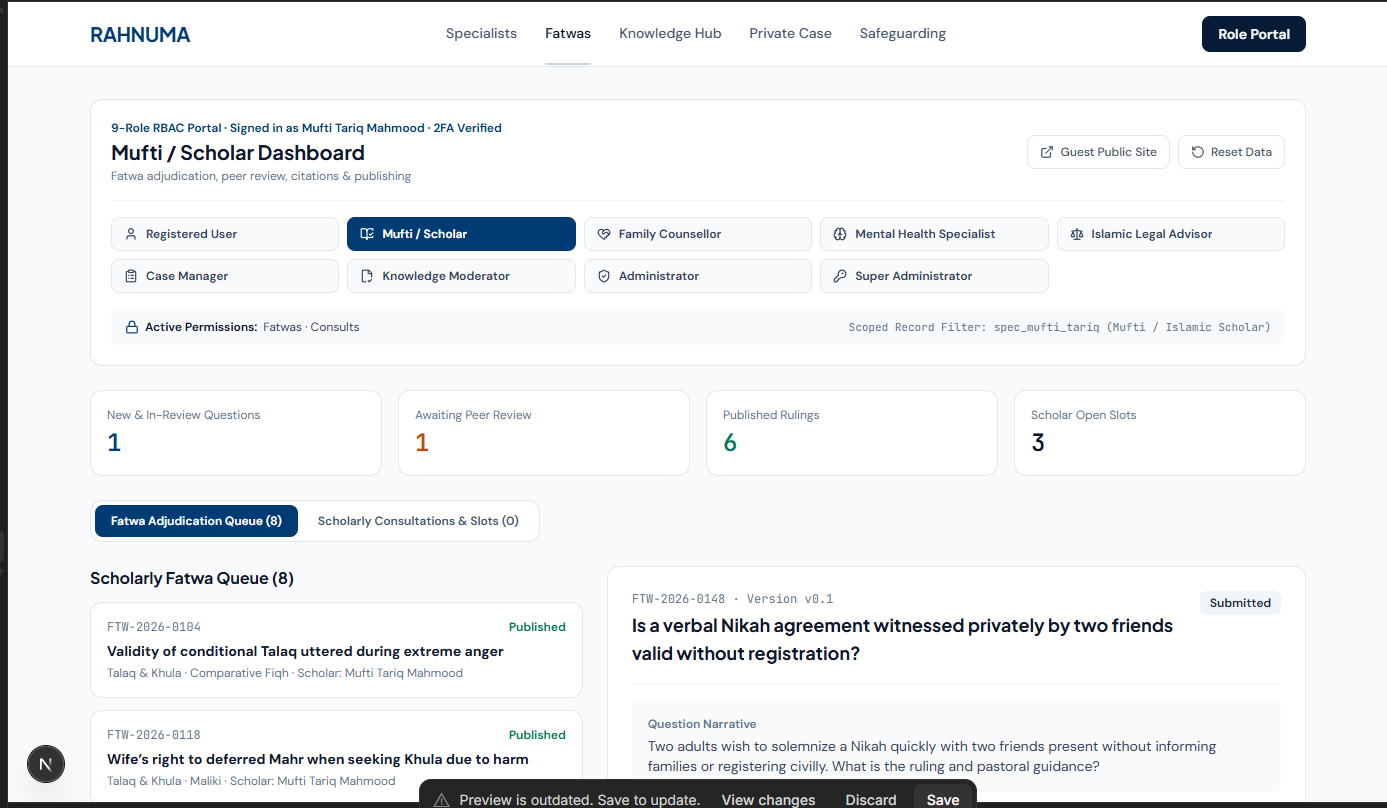 RAHNUMA
Specialists
Fatwas
Knowledge Hub
Private Case
Safeguarding
Role Portal
9-Role RBAC Portal · Signed in as Mufti Tariq Mahmood · 2FA Verified
Mufti / Scholar Dashboard
Fatwa adjudication, peer review, citations & publishing
Guest Public Site
Reset Data
Registered User
Mufti / Scholar
Family Counsellor
Mental Health Specialist
Islamic Legal Advisor
Case Manager
Knowledge Moderator
Administrator
Super Administrator
Active Permissions: Fatwas · Consults
Scoped Record Filter: spec_mufti_tariq (Mufti / Islamic Scholar)
New & In-Review Questions
1
Awaiting Peer Review
1
Published Rulings
6
Scholar Open Slots
3
Fatwa Adjudication Queue (8)
Scholarly Consultations & Slots (0)
Scholarly Fatwa Queue (8)
FTW-2026-0104
Published
Validity of conditional Talaq uttered during extreme anger
Talaq & Khula · Comparative Fiqh · Scholar: Mufti Tariq Mahmood
FTW-2026-0118
Published
Wife’s right to deferred Mahr when seeking Khula due to harm
Talaq & Khula · Maliki · Scholar: Mufti Tariq Mahmood
FTW-2026-0148 · Version v0.1
Submitted
Is a verbal Nikah agreement witnessed privately by two friends
valid without registration?
Question Narrative
Two adults wish to solemnize a Nikah quickly with two friends present without informing
families or registering civilly. What is the ruling and pastoral guidance?
N
Preview is outdated. Save to update.
View changes
Discard
Save